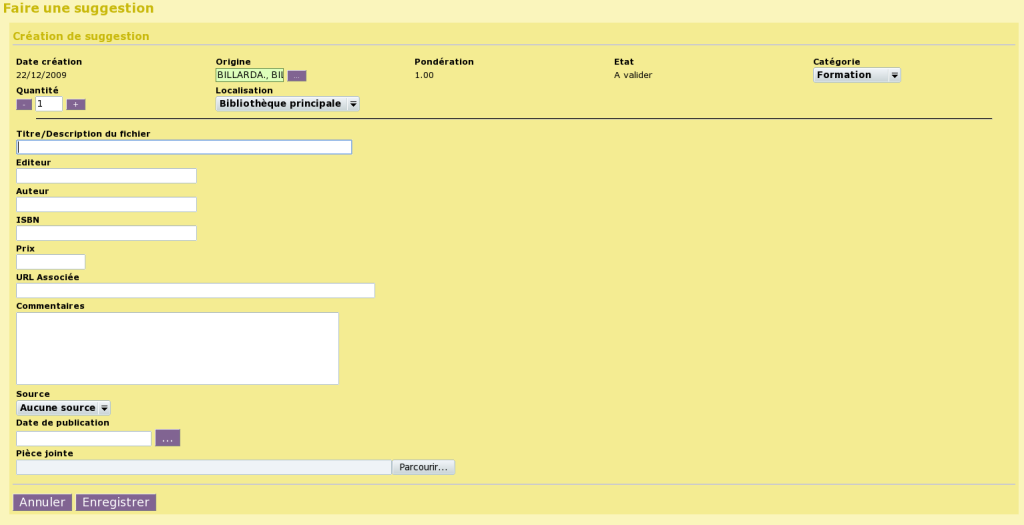 Faire une suggestion
Création de suggestion
Date création Origine Pondération Etat Catégorie
22/12/2009 BILLARDA., BIL ... 1.00 A valider Formation
Quantité Localisation
- 1 + Bibliothèque principale
Titre/Description du fichier
Editeur
Auteur
ISBN
Prix
URL Associée
Commentaires
Source
Aucune source
Date de publication
...
Pièce jointe
Parcourir...
Annuler Enregistrer